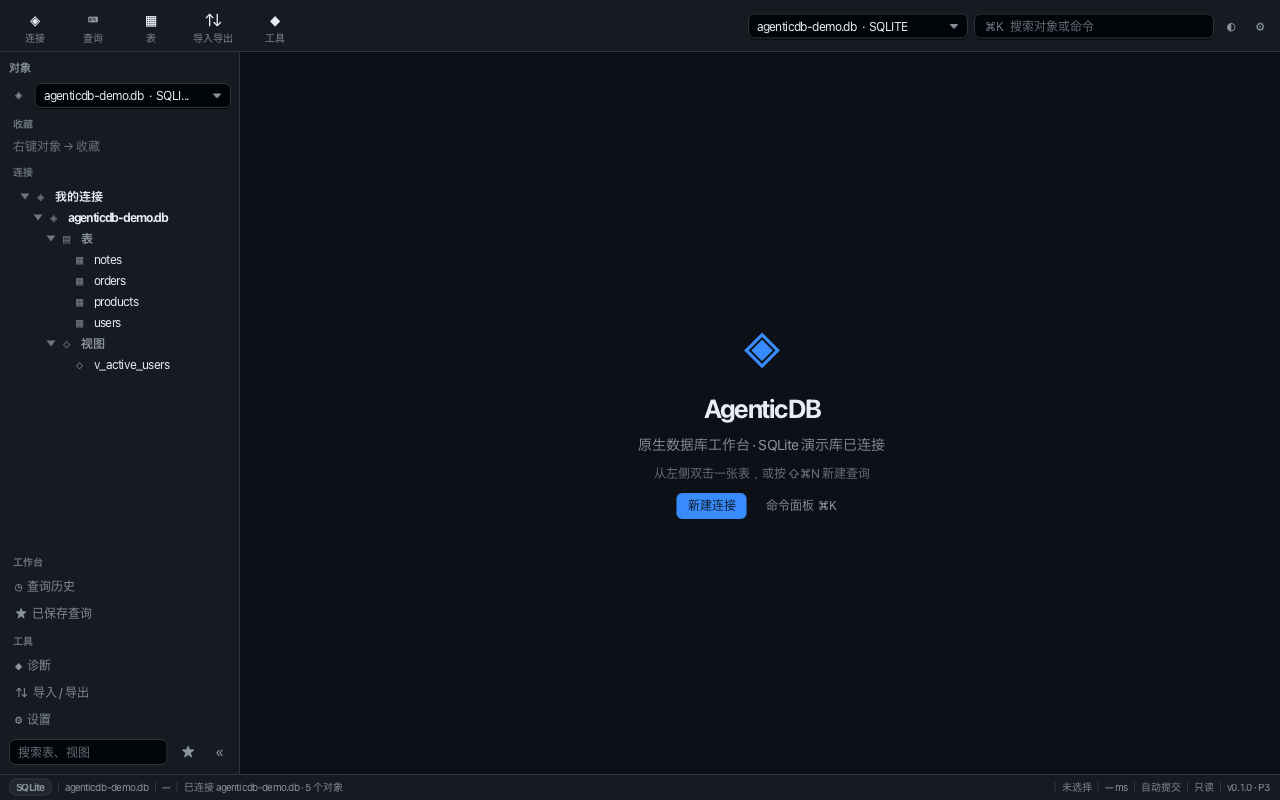 连接 查询 表 导入导出 工具
agenticdb-demo.db · SQLITE
⌘K 搜索对象或命令
对象
agenticdb-demo.db · SQLI...
收藏
右键对象 → 收藏
连接
我的连接
agenticdb-demo.db
表
notes
orders
products
users
视图
v_active_users
AgenticDB
原生数据库工作台 · SQLite 演示库已连接
从左侧双击一张表，或按 ⇧⌘N 新建查询
新建连接 命令面板 ⌘K
工作台
查询历史
已保存查询
工具
诊断
导入 / 导出
设置
搜索表、视图 «
SQLite agenticdb-demo.db — 已连接 agenticdb-demo.db · 5 个对象
未选择 — ms 自动提交 只读 v0.1.0 · P3